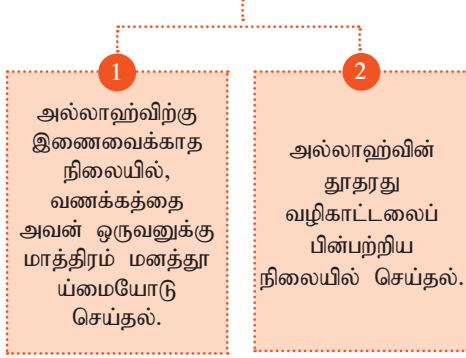 1
அல்லாஹ்விற்கு
இணைவைக்காத
நிலையில்,
வணக்கத்தை
அவன் ஒருவனுக்கு
மாத்திரம் மனத்தூ
ய்மையோடு
செய்தல்.
2
அல்லாஹ்வின்
தூதரது
வழிகாட்டலைப்
பின்பற்றிய
நிலையில் செய்தல்.